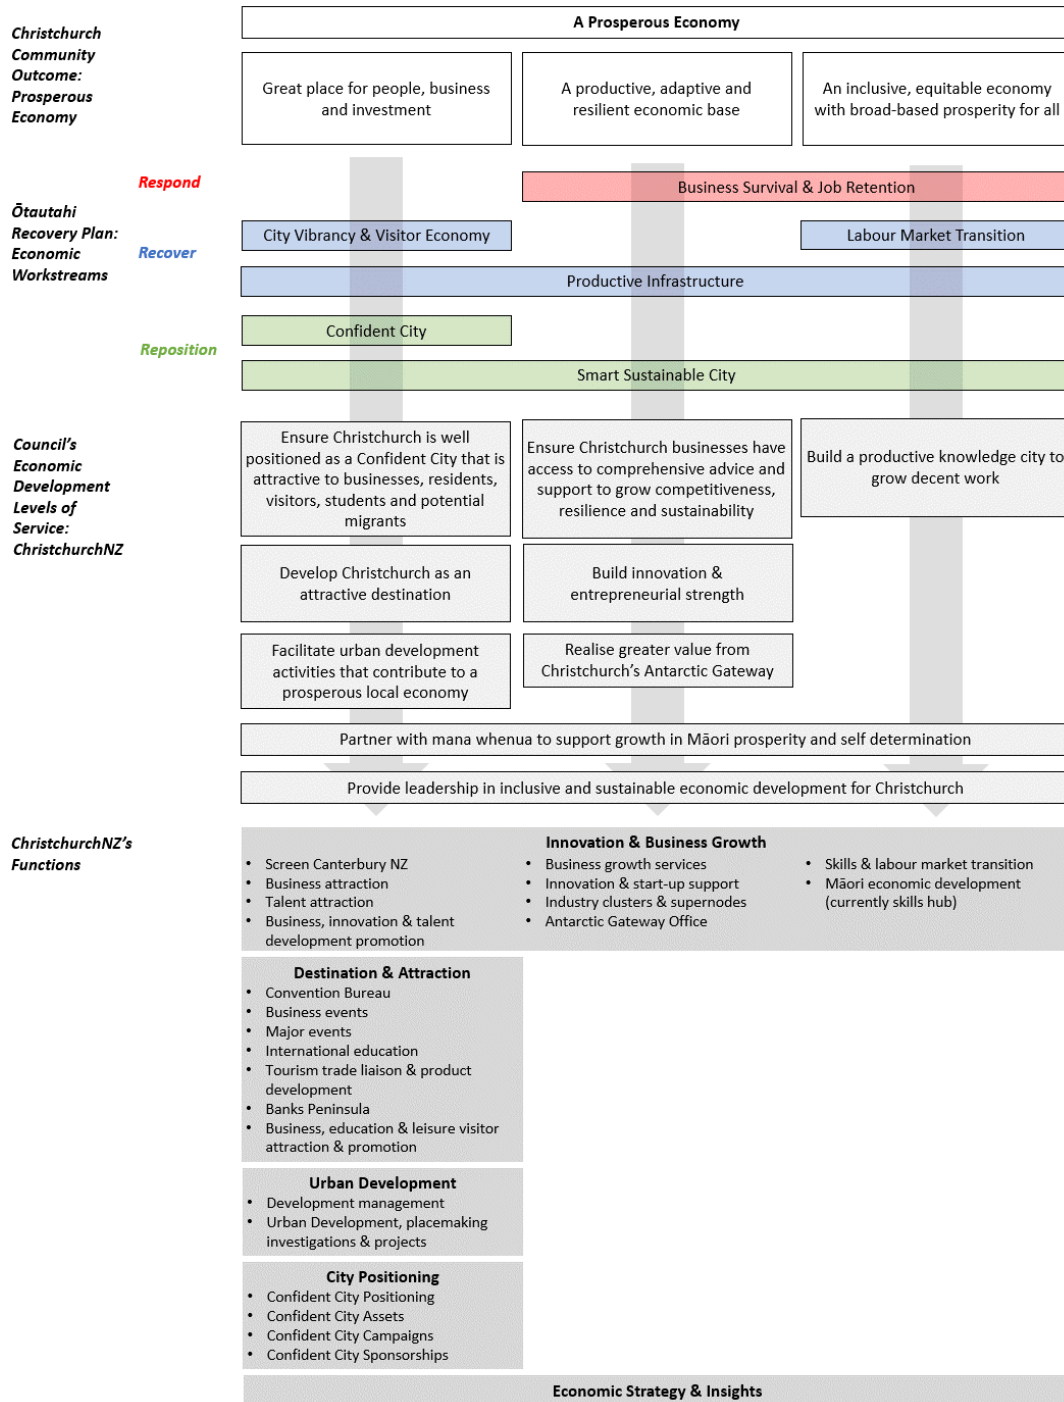 Christchurch
Community
Outcome:
Prosperous
Economy
A Prosperous Economy
Great place for people, business
and investment
A productive, adaptive and
resilient economic base
An inclusive, equitable economy
with broad-based prosperity for all
Ōtautahi
Recovery Plan:
Economic
Workstreams
Respond
Business Survival & Job Retention
Recover
City Vibrancy & Visitor Economy
Labour Market Transition
Productive Infrastructure
Reposition
Confident City
Smart Sustainable City
Council's
Economic
Development
Levels of
Service:
ChristchurchNZ
Ensure Christchurch is well
positioned as a Confident City that is
attractive to businesses, residents,
visitors, students and potential
migrants
Ensure Christchurch businesses have
access to comprehensive advice and
support to grow competitiveness,
resilience and sustainability
Build a productive knowledge city to
grow decent work
Develop Christchurch as an
attractive destination
Build innovation &
entrepreneurial strength
Facilitate urban development
activities that contribute to a
prosperous local economy
Realise greater value from
Christchurch's Antarctic Gateway
Partner with mana whenua to support growth in Māori prosperity and self determination
Provide leadership in inclusive and sustainable economic development for Christchurch
ChristchurchNZ's
Functions
Innovation & Business Growth
• Screen Canterbury NZ
• Business attraction
• Talent attraction
• Business, innovation & talent
development promotion
• Business growth services
• Innovation & start-up support
• Industry clusters & supernodes
• Antarctic Gateway Office
• Skills & labour market transition
• Māori economic development
(currently skills hub)
Destination & Attraction
• Convention Bureau
• Business events
• Major events
• International education
• Tourism trade liaison & product
development
• Banks Peninsula
• Business, education & leisure visitor
attraction & promotion
Urban Development
• Development management
• Urban Development, placemaking
investigations & projects
City Positioning
• Confident City Positioning
• Confident City Assets
• Confident City Campaigns
• Confident City Sponsorships
Economic Strategy & Insights